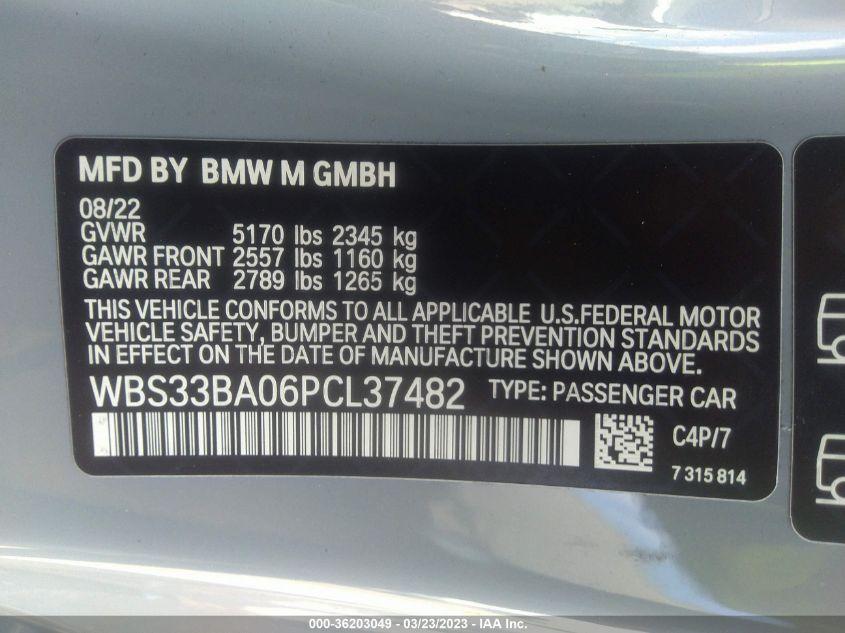 MFD BY BMW M GMBH
08/22
GVWR 5170 lbs 2345 kg
GAWR FRONT 2557 lbs 1160 kg
GAWR REAR 2789 lbs 1265 kg
THIS VEHICLE CONFORMS TO ALL APPLICABLE U.S.FEDERAL MOTOR
VEHICLE SAFETY, BUMPER AND THEFT PREVENTION STANDARDS
IN EFFECT ON THE DATE OF MANUFACTURE SHOWN ABOVE.
WBS33BA06PCL37482 TYPE: PASSENGER CAR
C4P/7
7 315 814
000-36203049 - 03/23/2023 - IAA Inc.